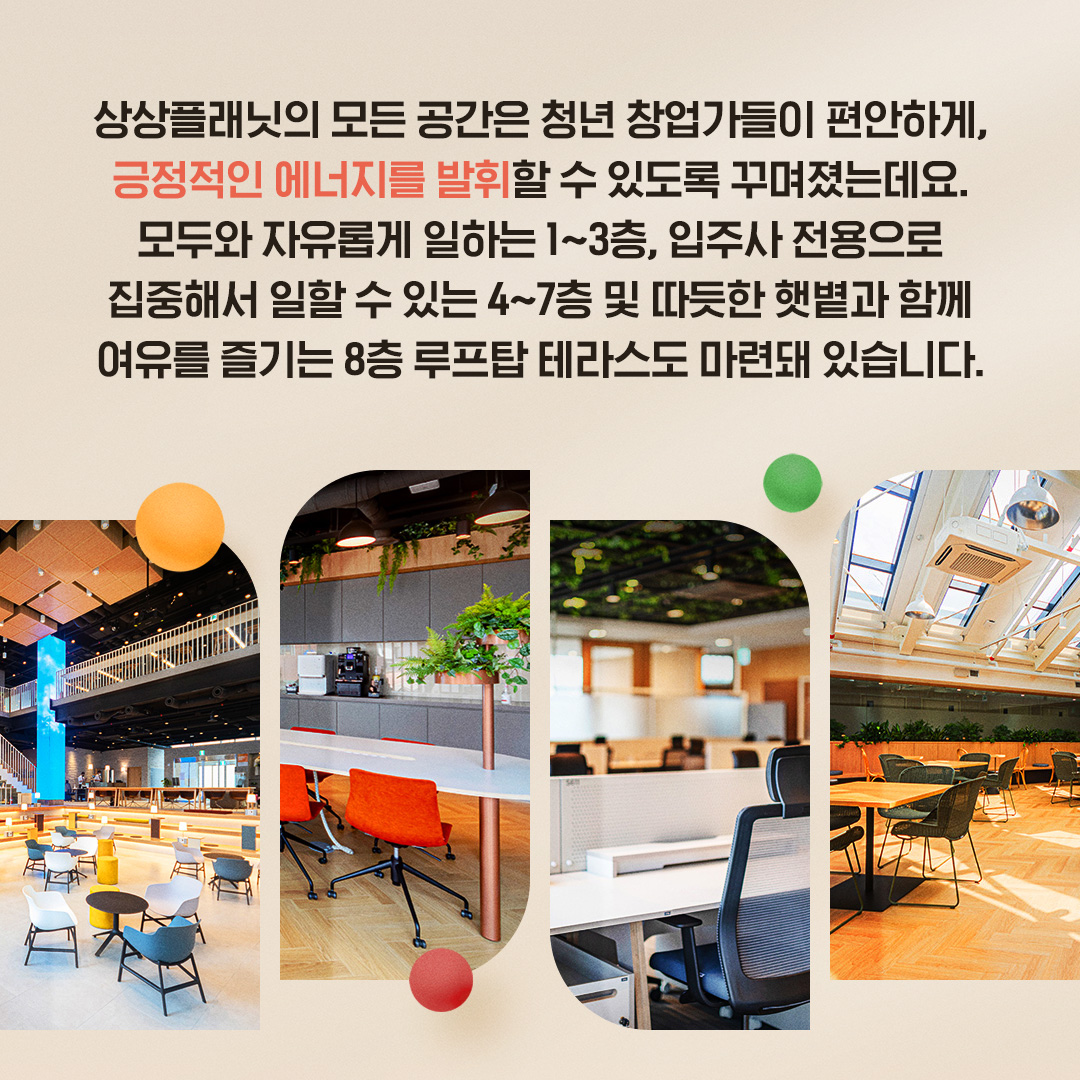 상상플래닛의 모든 공간은 청년 창업가들이 편안하게,
긍정적인 에너지를 발휘할 수 있도록 꾸며졌는데요.
모두와 자유롭게 일하는 1~3층, 입주사 전용으로
집중해서 일할 수 있는 4~7층 및 따듯한 햇볕과 함께
여유를 즐기는 8층 루프탑 테라스도 마련돼 있습니다.